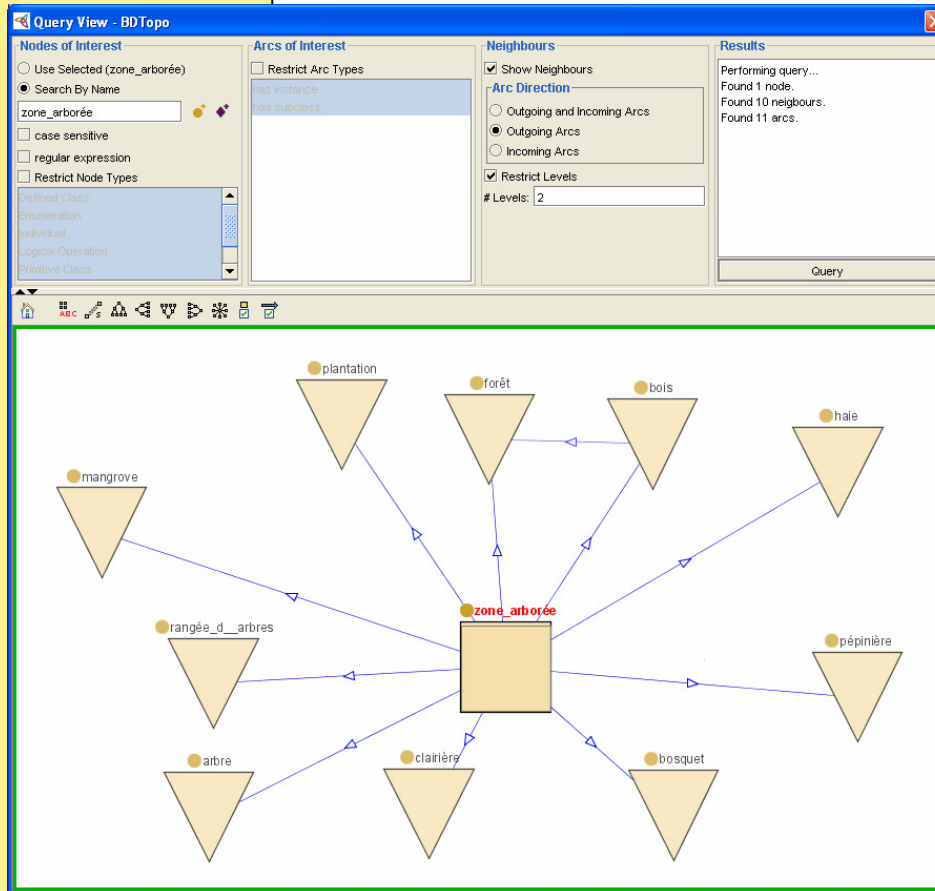 Query View - BDTopo
Nodes of Interest
Use Selected (zone_arborée)
Search By Name
zone_arborée
case sensitive
regular expression
Restrict Node Types
Defined Class
Enumeration
Individual
Logical Operation
Primitive Class
Arcs of Interest
Restrict Arc Types
has instance
has subclass
Neighbours
Show Neighbours
Arc Direction
Outgoing and Incoming Arcs
Outgoing Arcs
Incoming Arcs
Restrict Levels
# Levels: 2
Results
Performing query...
Found 1 node.
Found 10 neigbours.
Found 11 arcs.
Query
ABC
S
plantation
forêt
bois
haie
mangrove
zone_arborée
rangée_d__arbres
pépinière
arbre
clairière
bosquet